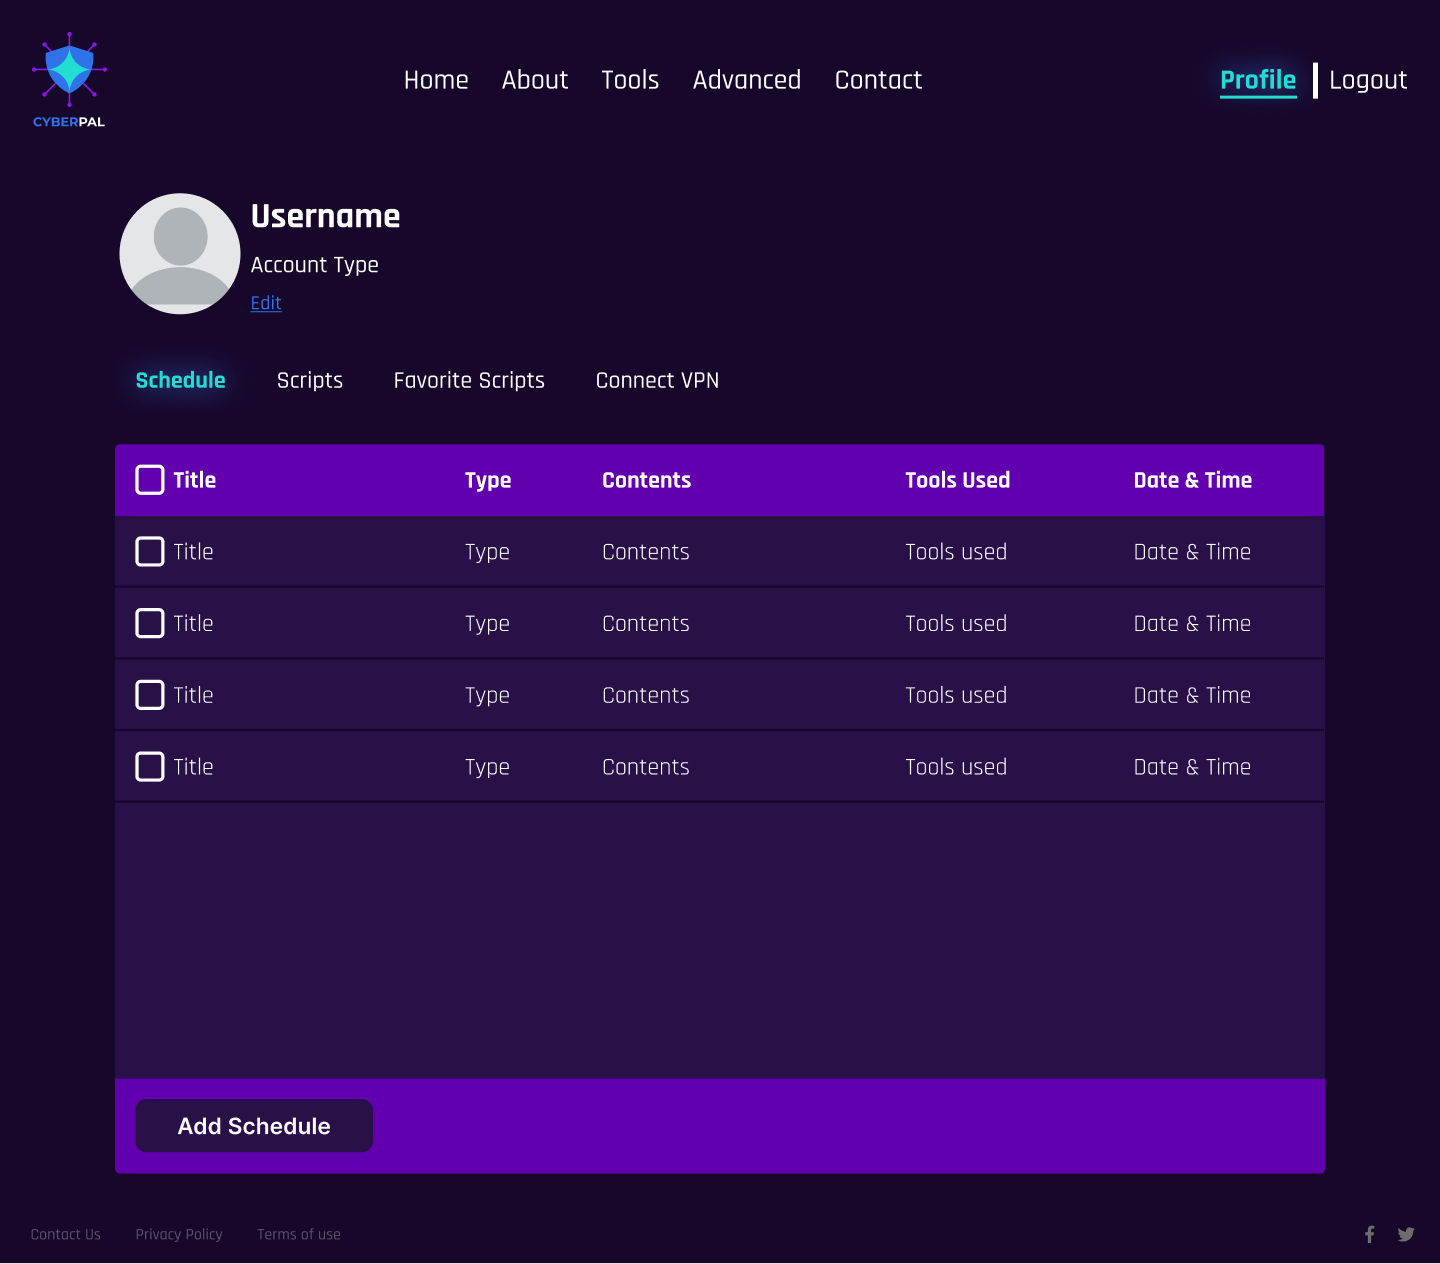 CYBERPAL
Home About Tools Advanced Contact
Profile Logout
Username
Account Type
Edit
Schedule Scripts Favorite Scripts Connect VPN
Title Type Contents Tools Used Date & Time
Title Type Contents Tools used Date & Time
Title Type Contents Tools used Date & Time
Title Type Contents Tools used Date & Time
Title Type Contents Tools used Date & Time
Add Schedule
Contact Us Privacy Policy Terms of use